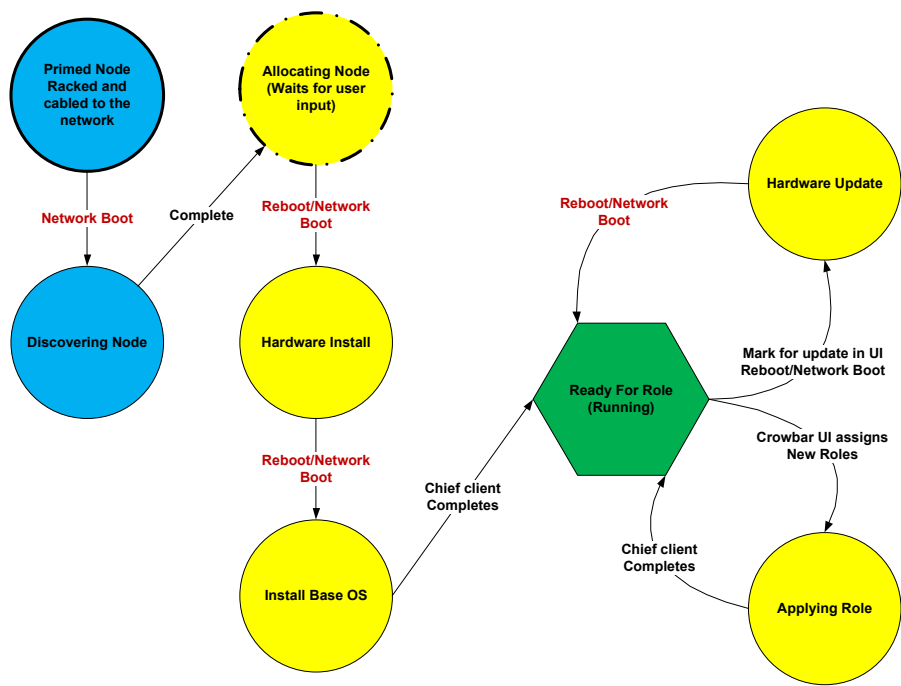 Primed Node
Racked and
cabled to the
network
Allocating Node
(Waits for user
input)
Network Boot
Complete
Reboot/Network
Boot
Discovering Node
Hardware Install
Reboot/Network
Boot
Install Base OS
Chief client
Completes
Ready For Role
(Running)
Reboot/Network
Boot
Hardware Update
Mark for update in UI
Reboot/Network Boot
Crowbar UI assigns
New Roles
Chief client
Completes
Applying Role